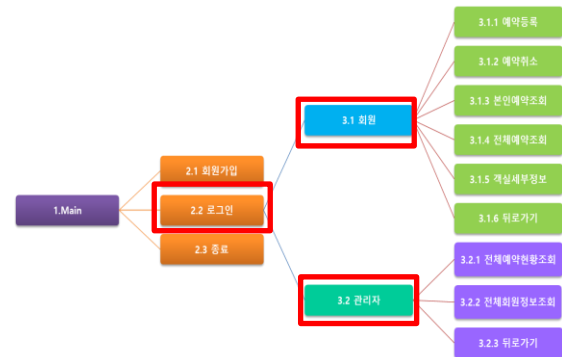 1.Main
2.1 회원가입
2.2 로그인
2.3 종료
3.1 회원
3.2 관리자
3.1.1 예약등록
3.1.2 예약취소
3.1.3 본인예약조회
3.1.4 전체예약조회
3.1.5 객실세부정보
3.1.6 뒤로가기
3.2.1 전체예약현황조회
3.2.2 전체회원정보조회
3.2.3 뒤로가기